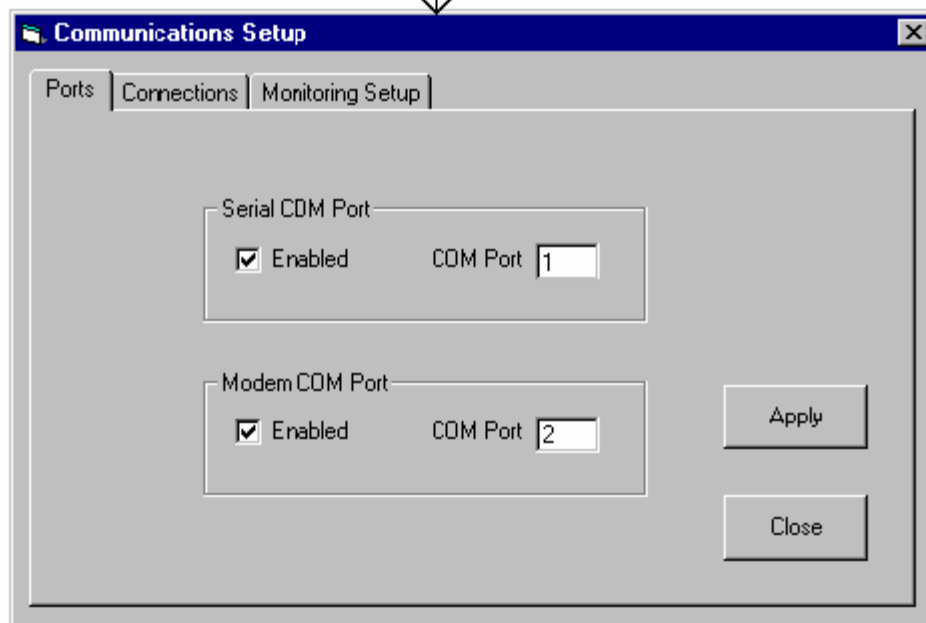 Communications Setup
Ports Connections Monitoring Setup
Serial COM Port
Enabled COM Port 1
Modem COM Port
Enabled COM Port 2
Apply
Close